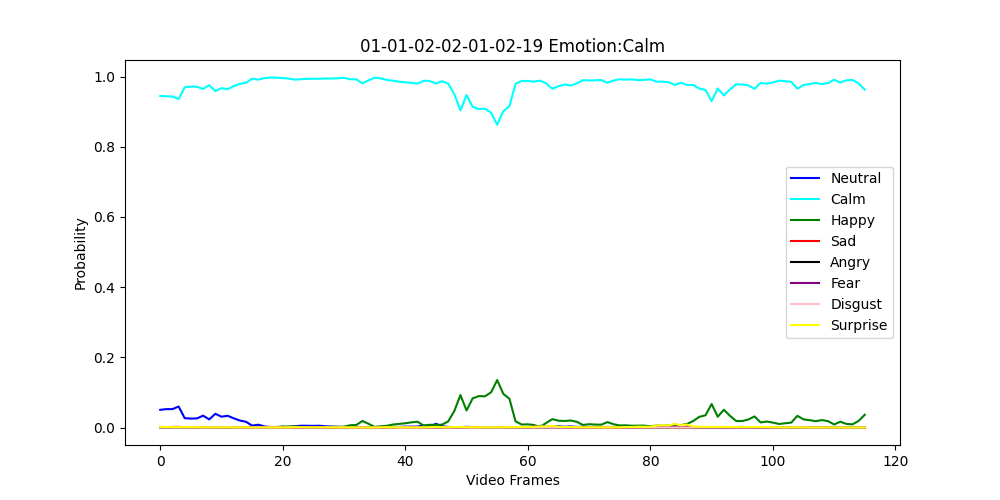 01-01-02-02-01-02-19 Emotion:Calm
1.0
0.8
0.6
0.4
0.2
0.0
Probability
Neutral
Calm
Happy
Sad
Angry
Fear
Disgust
Surprise
0 20 40 60 80 100 120
Video Frames